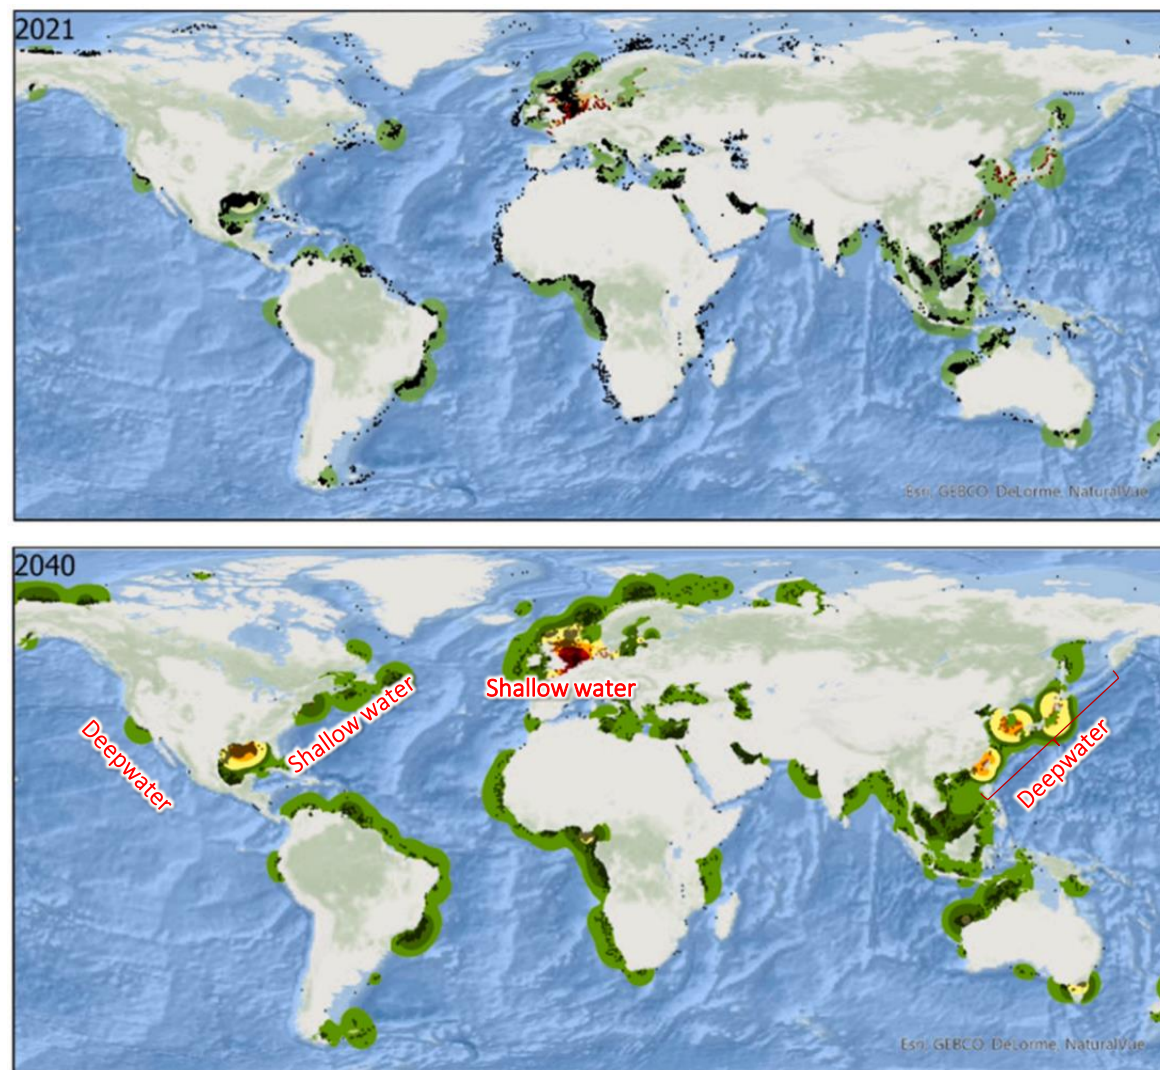 2021
Esri, GEBCO, DeLorme, NaturalVue
2040
Shallow water
Shallow water
Deepwater
Deepwater
Esri, GEBCO, DeLorme, NaturalVue